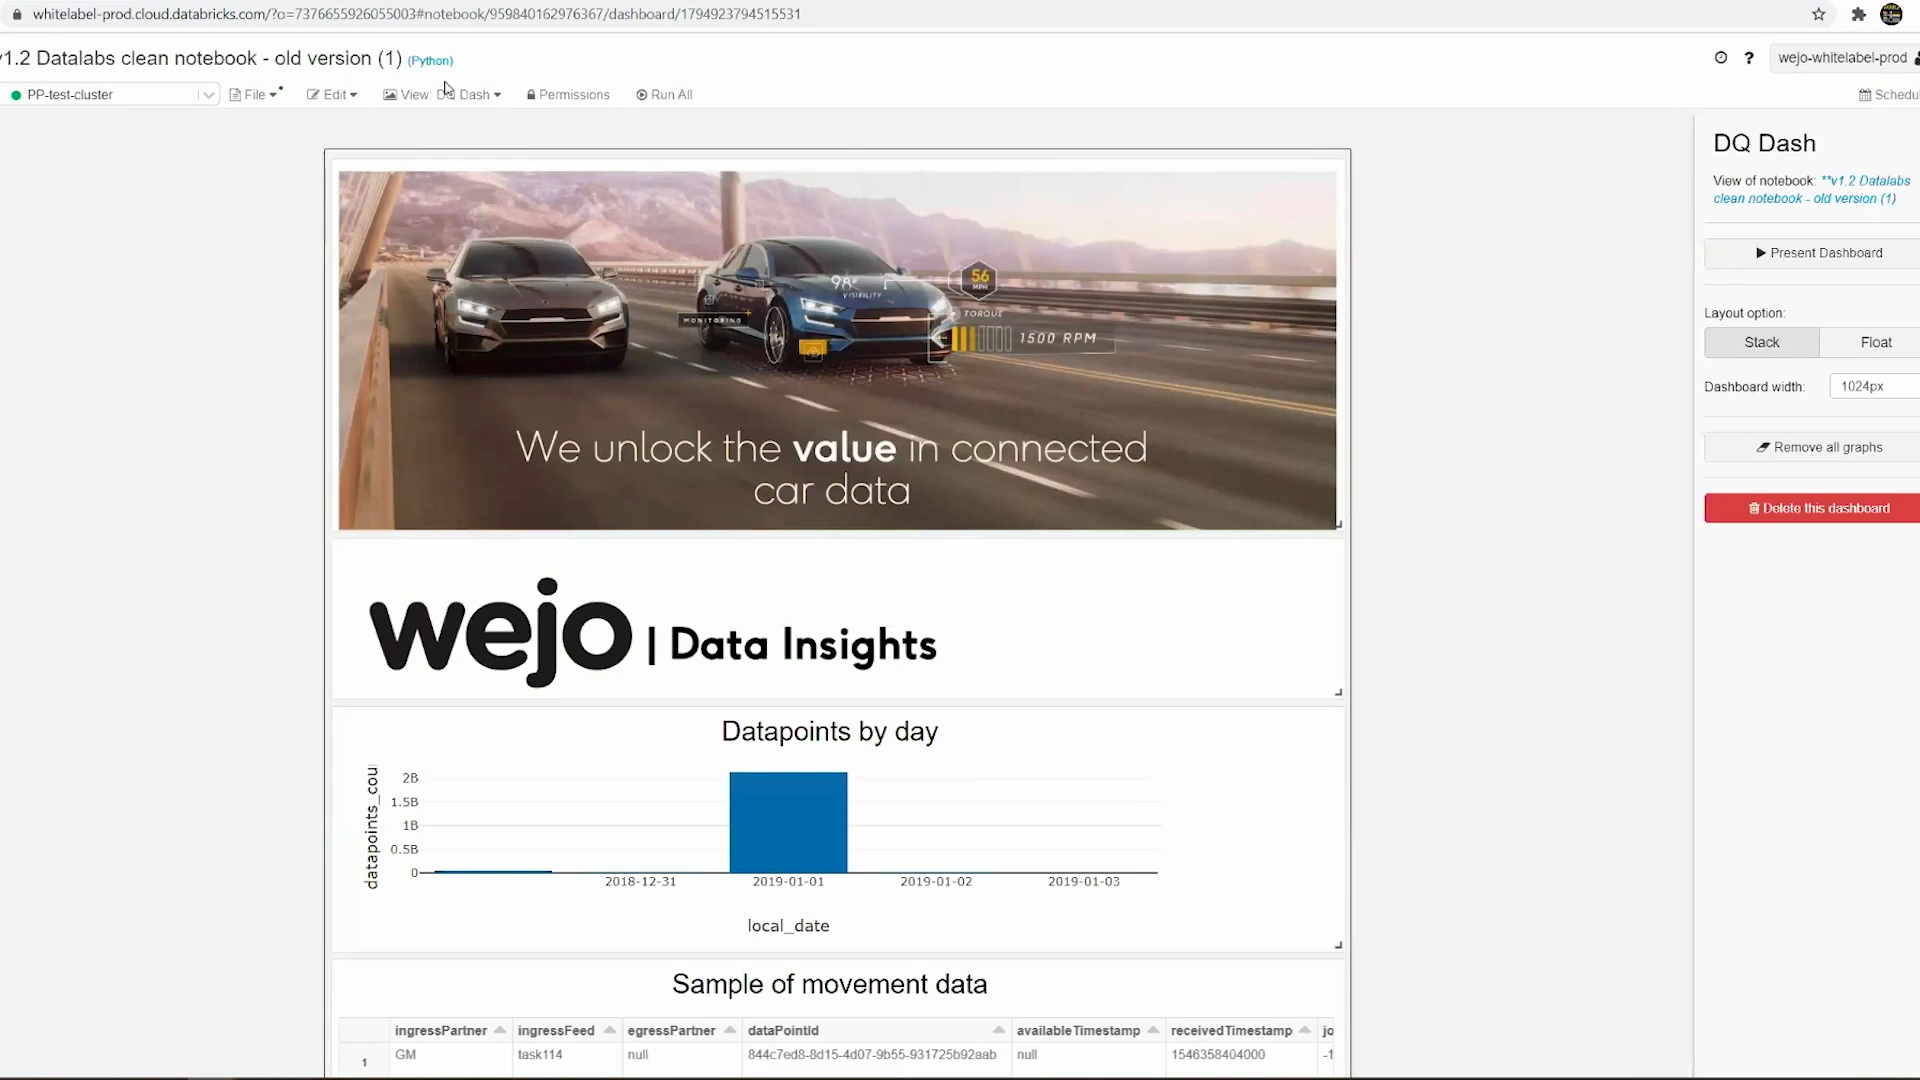 whitelabel-prod.cloud.databricks.com/?o=7376655926055003#notebook/959840162976367/dashboard/1794923794515531
v1.2 Datalabs clean notebook - old version (1) (Python)
? wejo-whitelabel-prod
PP-test-cluster File Edit View: DQ Dash Permissions Run All Schedu
DQ Dash
View of notebook: **v1.2 Datalabs
clean notebook - old version (1)
Present Dashboard
Layout option:
Stack Float
Dashboard width: 1024px
Remove all graphs
Delete this dashboard
98%
VISIBILITY
56
MPH
MONITORING
TORQUE
1500 RPM
We unlock the value in connected
car data
wejo | Data Insights
Datapoints by day
datapoints_cou
2B
1.5B
1B
0.5B
0
2018-12-31 2019-01-01 2019-01-02 2019-01-03
local_date
Sample of movement data
ingressPartner ingressFeed egressPartner dataPointId availableTimestamp receivedTimestamp jo
1 GM task114 null 844c7ed8-8d15-4d07-9b55-931725b92aab null 1546358404000 -1